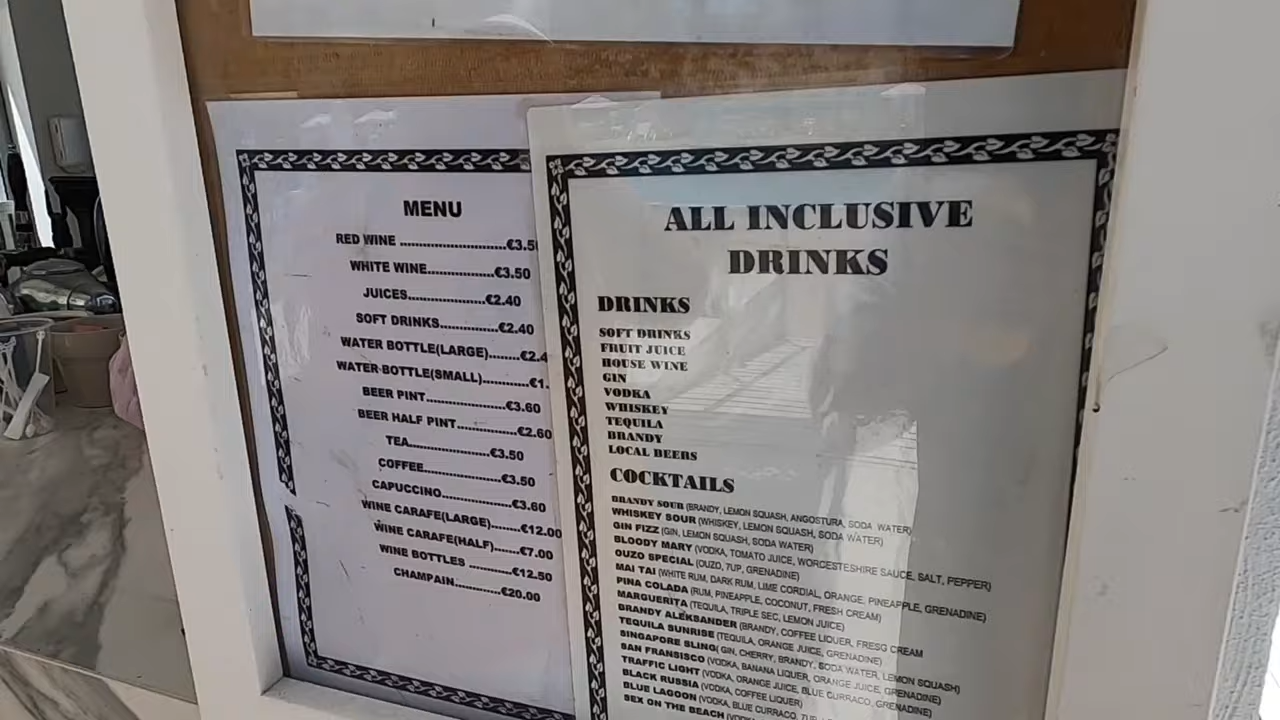 MENU
RED WINE ..........................€3.50
WHITE WINE................€3.50
JUICES...................€2.40
SOFT DRINKS..............€2.40
WATER BOTTLE(LARGE)........€2.4
WATER BOTTLE(SMALL)...........€1.
BEER PINT....................€3.60
BEER HALF PINT...............€2.60
TEA....................€3.50
COFFEE...................€3.50
CAPUCCINO.................€3.60
WINE CARAFE(LARGE).......€12.00
WINE CARAFE(HALF)......€7.00
WINE BOTTLES ..........€12.50
CHAMPAIN...........€20.00
ALL INCLUSIVE
DRINKS
DRINKS
SOFT DRINKS
FRUIT JUICE
HOUSE WINE
GIN
VODKA
WHISKEY
TEQUILA
BRANDY
LOCAL BEERS
COCKTAILS
BRANDY SOUR (BRANDY, LEMON SQUASH, ANGOSTURA, SODA WATER)
WHISKEY SOUR (WHISKEY, LEMON SQUASH, SODA WATER)
GIN FIZZ (GIN, LEMON SQUASH, SODA WATER)
BLOODY MARY (VODKA, TOMATO JUICE, WORCESTESHIRE SAUCE, SALT, PEPPER)
OUZO SPECIAL (OUZO, 7UP, GRENADINE)
MAI TAI (WHITE RUM, DARK RUM, LIME CORDIAL, ORANGE, PINEAPPLE, GRENADINE)
PINA COLADA (RUM, PINEAPPLE, COCONUT, FRESH CREAM)
MARGUERITA (TEQUILA, TRIPLE SEC, LEMON JUICE)
BRANDY ALEKSANDER (BRANDY, COFFEE LIQUER, FRESG CREAM
TEQUILA SUNRISE (TEQUILA, ORANGE JUICE, GRENADINE)
SINGAPORE SLING( GIN, CHERRY, BRANDY, SODA WATER, LEMON SQUASH)
SAN FRANSISCO (VODKA, BANANA LIQUER, ORANGE JUICE, GRENADINE)
TRAFFIC LIGHT (VODKA, ORANGE JUICE, BLUE CURRACO, GRENADINE)
BLACK RUSSIA (VODKA, COFFEE LIQUER)
BLUE LAGOON (VODKA, BLUE CURRACO, 7UP,
SEX ON THE BEACH (VODKA